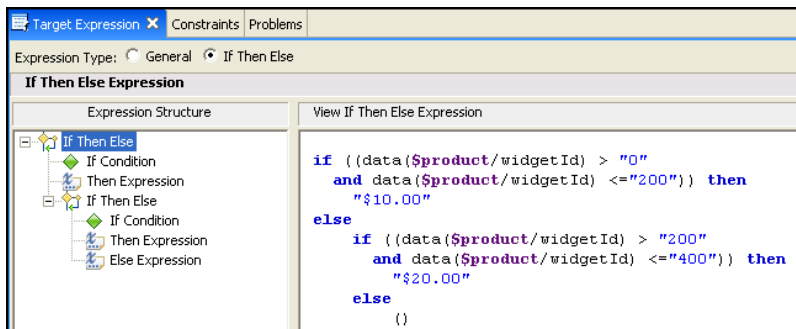 Target Expression Constraints Problems
Expression Type: General If Then Else
If Then Else Expression
Expression Structure
If Then Else
If Condition
Then Expression
If Then Else
If Condition
Then Expression
Else Expression
View If Then Else Expression
if ((data($product/widgetId) > "0"
and data($product/widgetId) <="200")) then
"$10.00"
else
if ((data($product/widgetId) > "200"
and data($product/widgetId) <="400")) then
"$20.00"
else
()